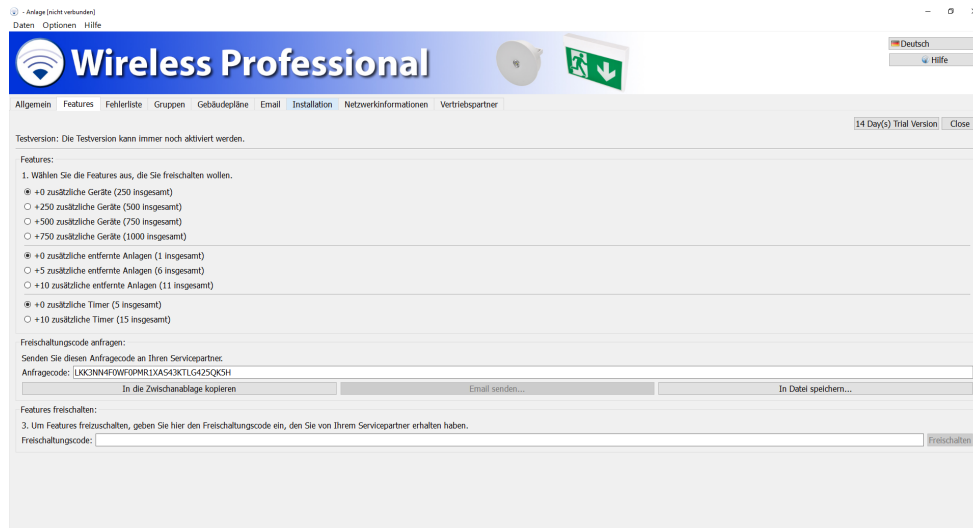 - Anlage [nicht verbunden]
Daten Optionen Hilfe
Wireless Professional
Deutsch
Hilfe
Allgemein Features Fehlerliste Gruppen Gebäudepläne Email Installation Netzwerkinformationen Vertriebspartner
14 Day(s) Trial Version Close
Testversion: Die Testversion kann immer noch aktiviert werden.
Features:
1. Wählen Sie die Features aus, die Sie freischalten wollen.
+0 zusätzliche Geräte (250 insgesamt)
+250 zusätzliche Geräte (500 insgesamt)
+500 zusätzliche Geräte (750 insgesamt)
+750 zusätzliche Geräte (1000 insgesamt)
+0 zusätzliche entfernte Anlagen (1 insgesamt)
+5 zusätzliche entfernte Anlagen (6 insgesamt)
+10 zusätzliche entfernte Anlagen (11 insgesamt)
+0 zusätzliche Timer (5 insgesamt)
+10 zusätzliche Timer (15 insgesamt)
Freischaltungscode anfragen:
Senden Sie diesen Anfragecode an Ihren Servicepartner.
Anfragecode: LKK3NN4F0WF0PMR1XAS43KTLG425QK5H
In die Zwischanablage kopieren Email senden... In Datei speichern...
Features freischalten:
3. Um Features freizuschalten, geben Sie hier den Freischaltungscode ein, den Sie von Ihrem Servicepartner erhalten haben.
Freischaltungscode: Freischalten